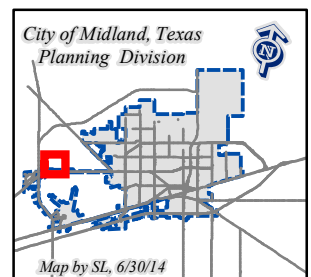 City of Midland, Texas
Planning Division
N
Map by SL, 6/30/14